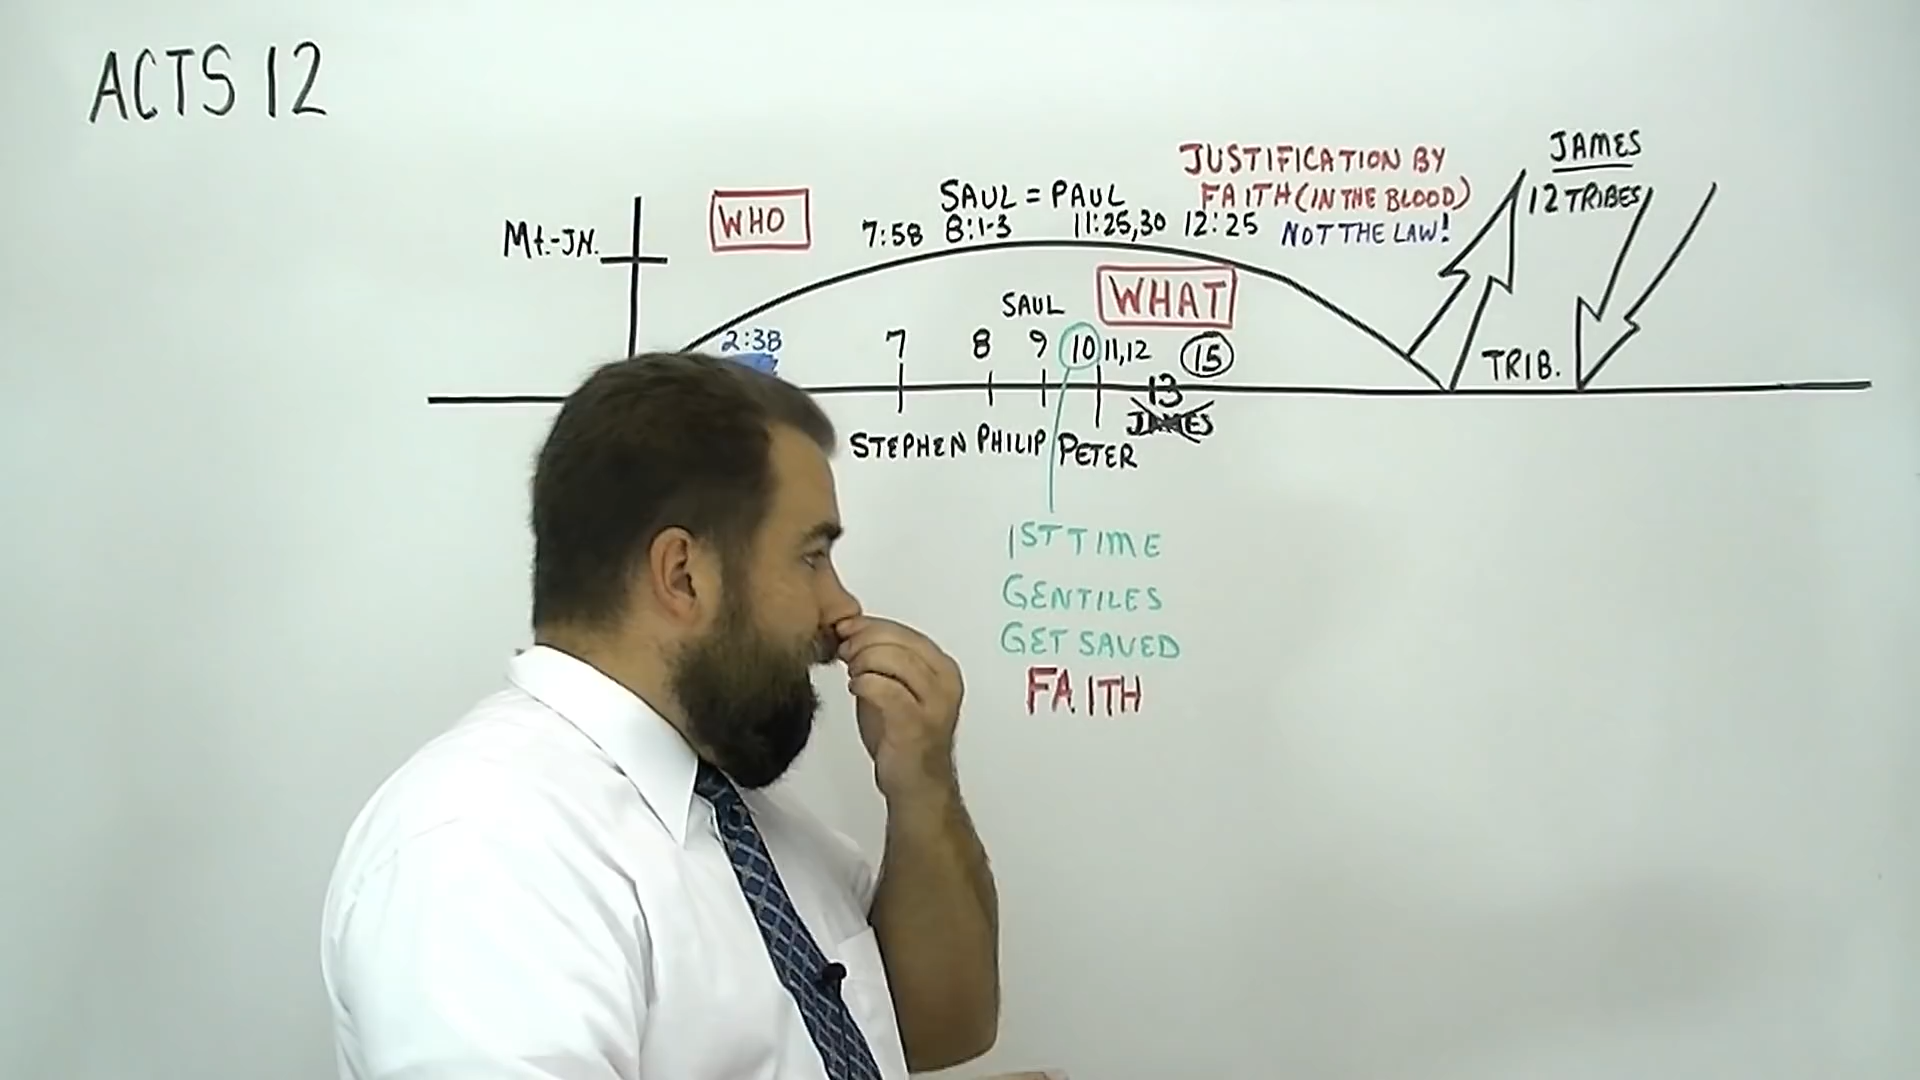 ACTS 12
JAMES
12 TRIBES
JUSTIFICATION BY
FAITH (IN THE BLOOD)
NOT THE LAW!
SAUL = PAUL
7:58 8:1-3 11:25,30 12:25
WHO
Mt.-JN.
WHAT
SAUL
2:38 7 8 9 10 11,12 15
TRIB.
13
JAMES
STEPHEN PHILIP PETER
1ST TIME
GENTILES
GET SAVED
FAITH